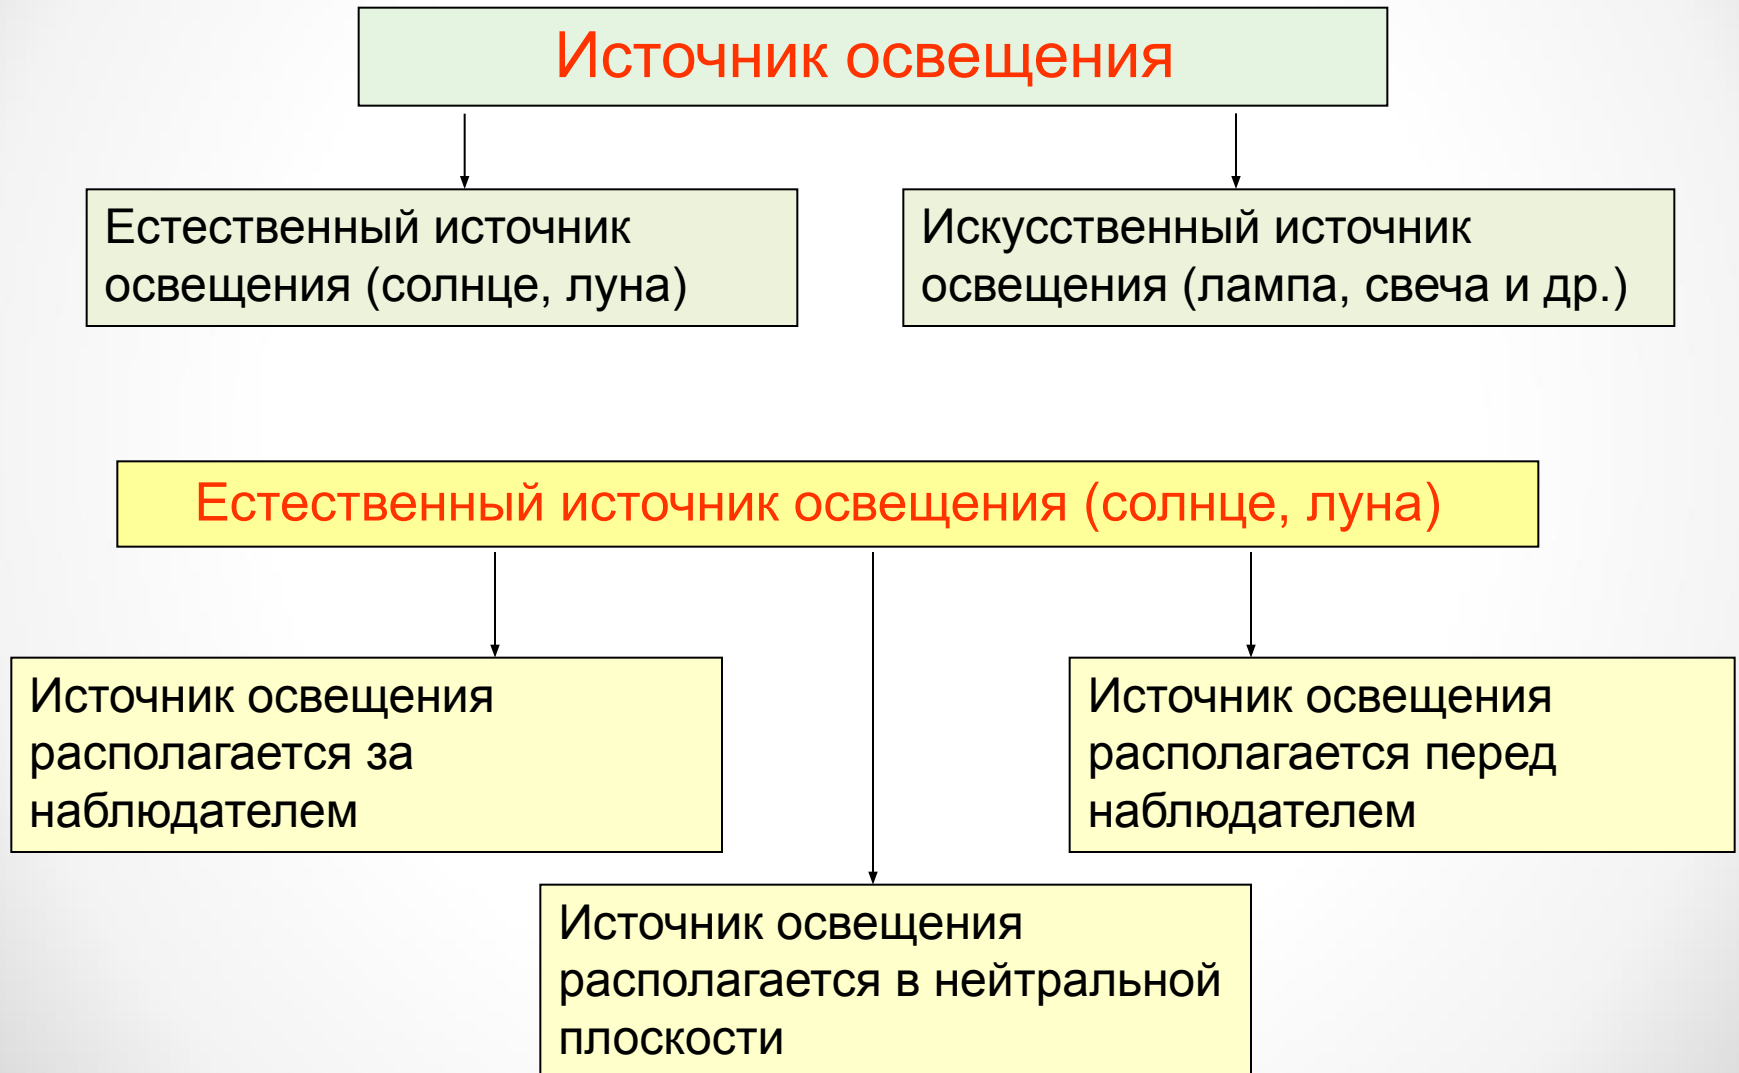 Источник освещения
Естественный источник
освещения (солнце, луна)
Искусственный источник
освещения (лампа, свеча и др.)
Естественный источник освещения (солнце, луна)
Источник освещения
располагается за
наблюдателем
Источник освещения
располагается перед
наблюдателем
Источник освещения
располагается в нейтральной
плоскости